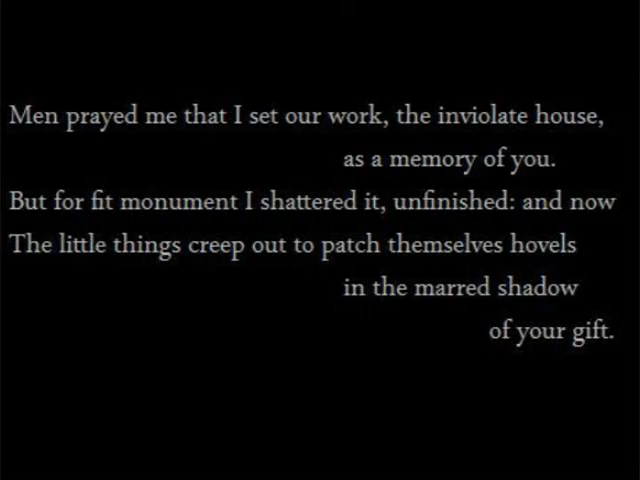 Men prayed me that I set our work, the inviolate house,
as a memory of you.
But for fit monument I shattered it, unfinished: and now
The little things creep out to patch themselves hovels
in the marred shadow
of your gift.